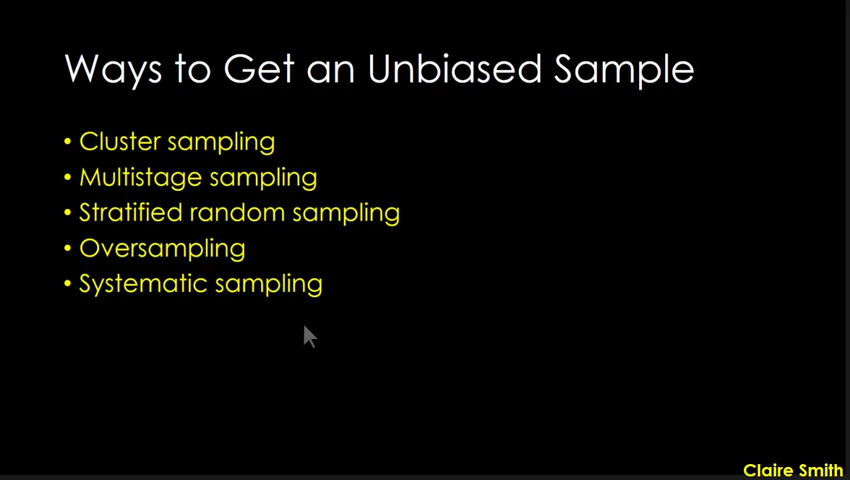 Ways to Get an Unbiased Sample
• Cluster sampling
• Multistage sampling
• Stratified random sampling
• Oversampling
• Systematic sampling
Claire Smith